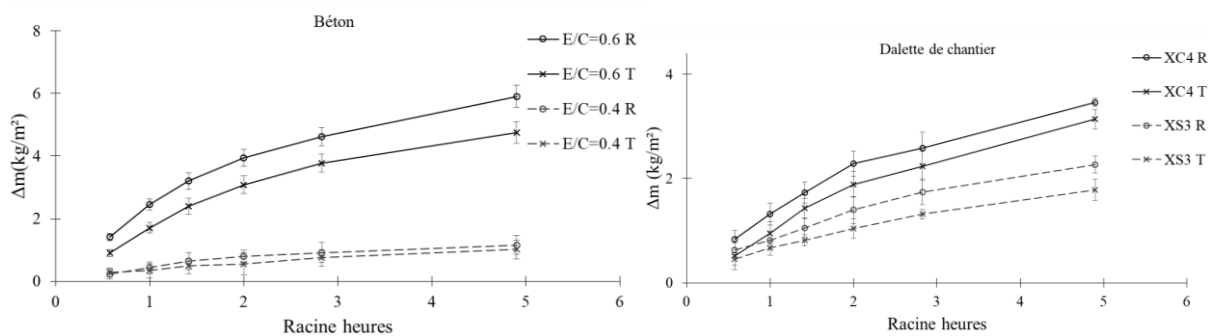 Béton
8
6
4
2
0
Δm(kg/m²)
0 1 2 3 4 5 6
Racine heures
E/C=0.6 R
E/C=0.6 T
E/C=0.4 R
E/C=0.4 T
Dalette de chantier
4
2
0
Δm (kg/m²)
0 1 2 3 4 5 6
Racine heures
XC4 R
XC4 T
XS3 R
XS3 T